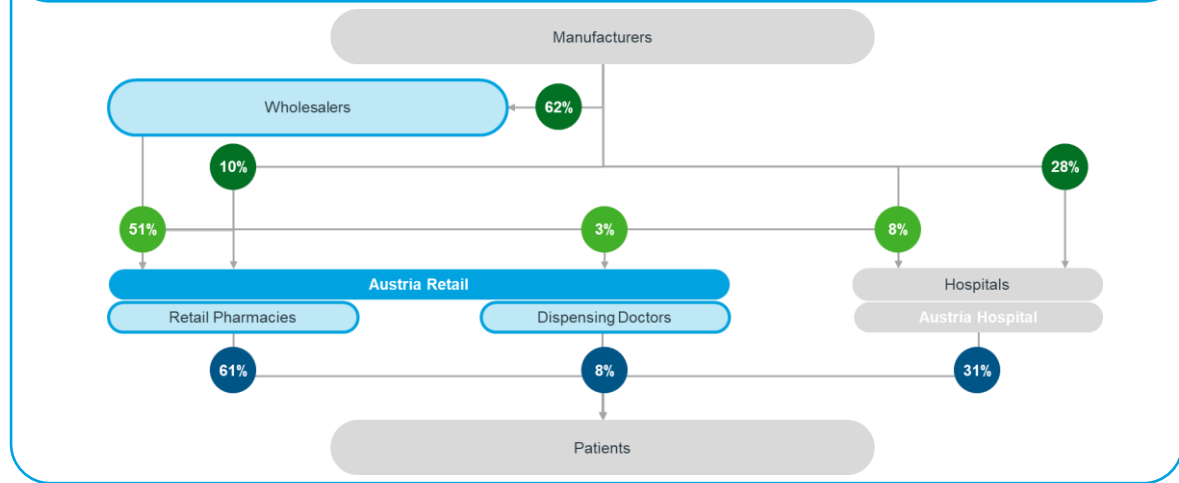 Manufacturers
Wholesalers
62%
10%
28%
51%
3%
8%
Austria Retail
Hospitals
Retail Pharmacies
Dispensing Doctors
Austria Hospital
61%
8%
31%
Patients